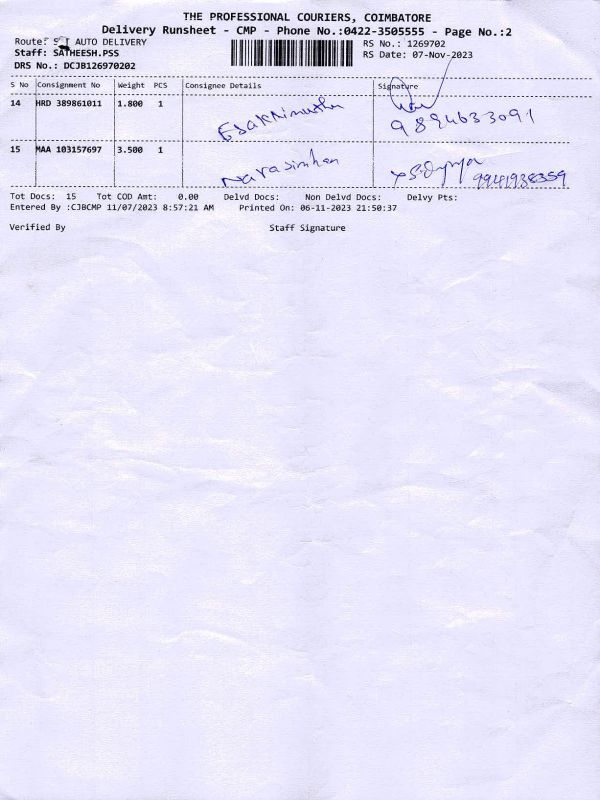 THE PROFESSIONAL COURIERS, COIMBATORE
Delivery Runsheet - CMP - Phone No.:0422-3505555 - Page No.:2
Route: AUTO DELIVERY
RS No.: 1269702
Staff: SATHEESH.PSS
RS Date: 07-Nov-2023
DRS No.: DCJB126970202
S No Consignment No Weight PCS Consignee Details Signature
14 HRD 389861011 1.800 1 Esakkimuthu
9894633091
15 MAA 103157697 3.500 1 Narasimhan
9941938359
Tot Docs: 15 Tot COD Amt: 0.00 Delvd Docs: Non Delvd Docs: Delvy Pts:
Entered By :CJBCMP 11/07/2023 8:57:21 AM Printed On: 06-11-2023 21:50:37
Verified By Staff Signature